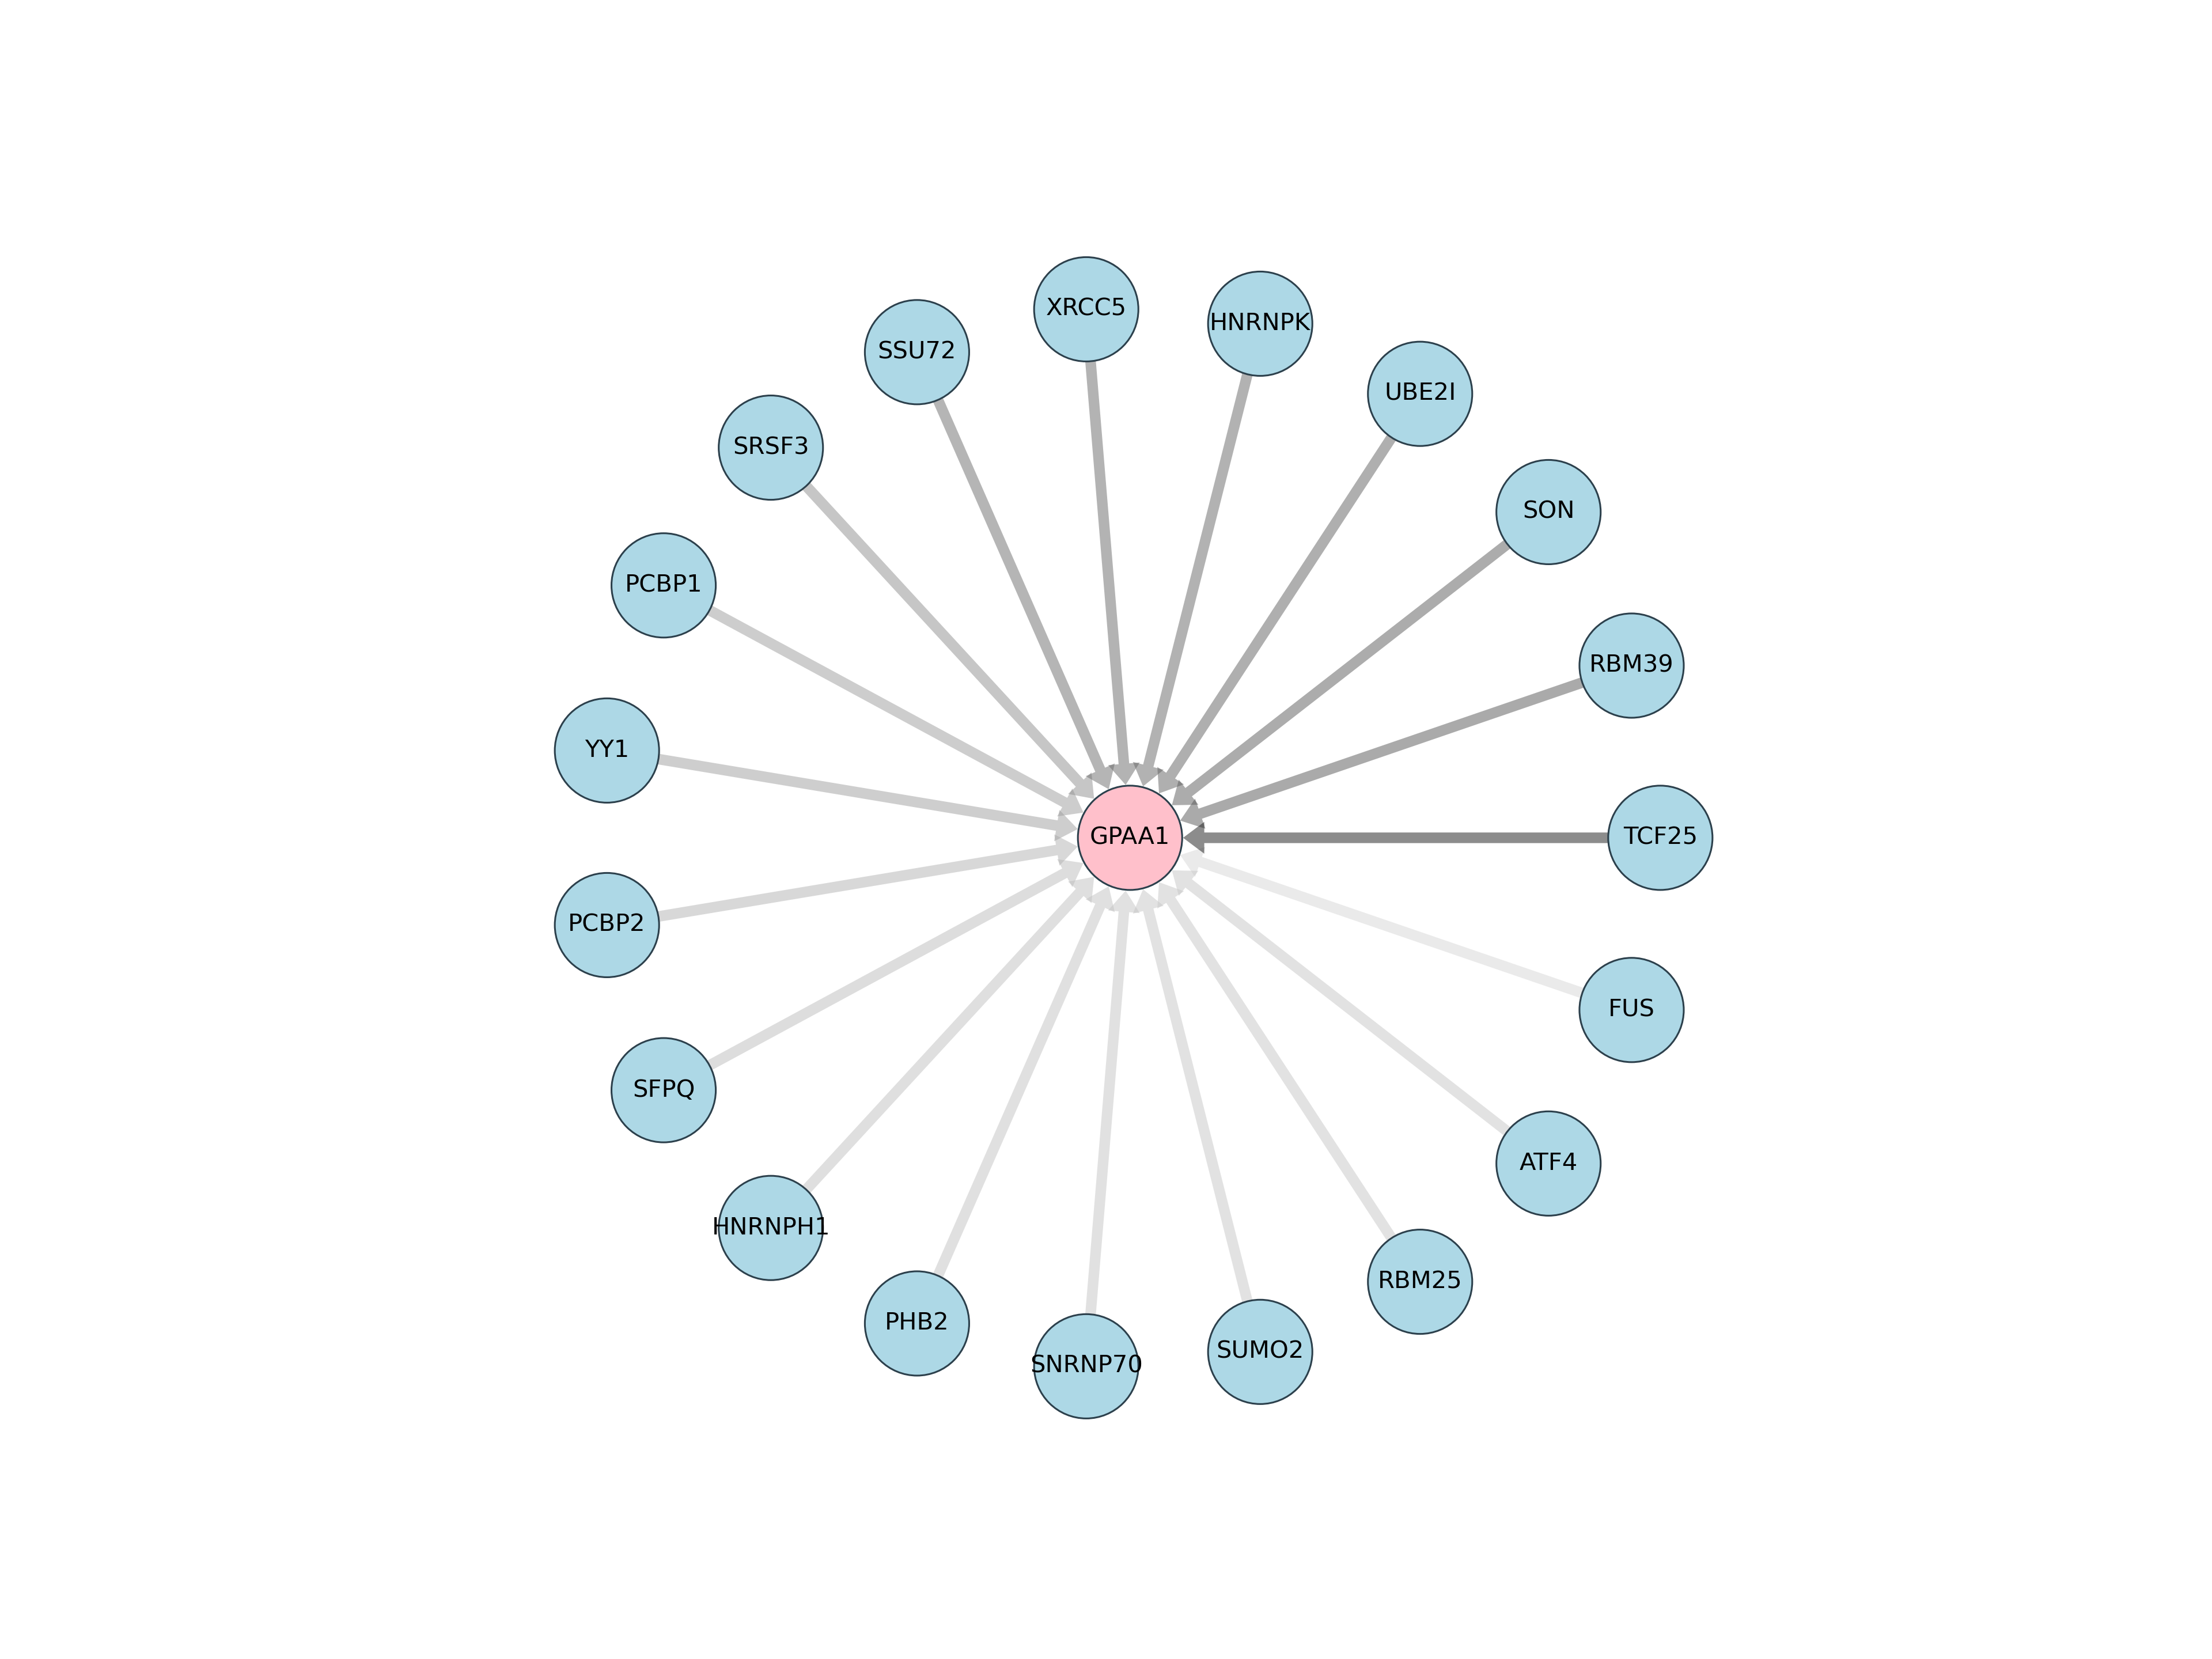 XRCC5
HNRNPK
SSU72
UBE2I
SRSF3
SON
PCBP1
RBM39
YY1
GPAA1
TCF25
PCBP2
FUS
SFPQ
ATF4
HNRNPH1
RBM25
PHB2
SUMO2
SNRNP70